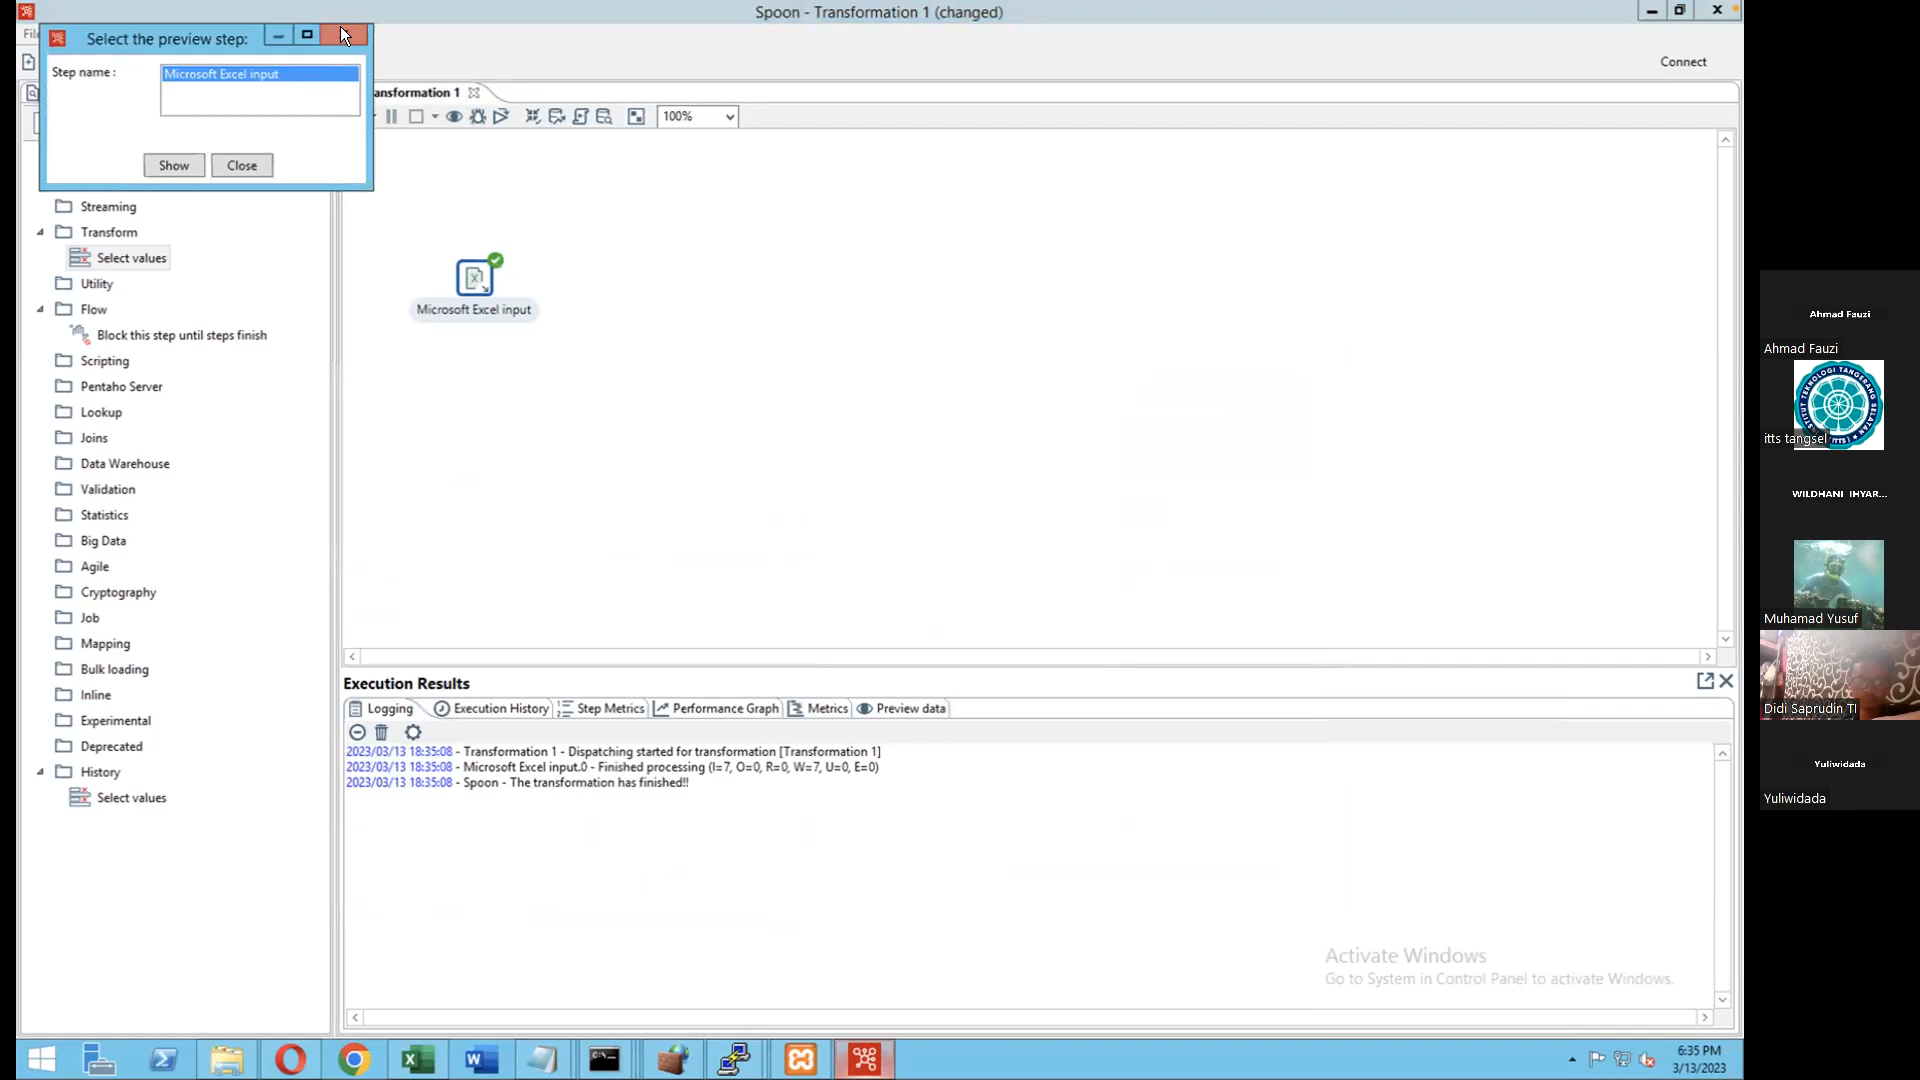 Spoon - Transformation 1 (changed)
Select the preview step:
Step name :
Microsoft Excel input
Show
Close
Connect
ansformation 1
100%
Streaming
Transform
Select values
Utility
Flow
Block this step until steps finish
Scripting
Pentaho Server
Lookup
Joins
Data Warehouse
Validation
Statistics
Big Data
Agile
Cryptography
Job
Mapping
Bulk loading
Inline
Experimental
Deprecated
History
Select values
Microsoft Excel input
Execution Results
Logging
Execution History
Step Metrics
Performance Graph
Metrics
Preview data
2023/03/13 18:35:08 - Transformation 1 - Dispatching started for transformation [Transformation 1]
2023/03/13 18:35:08 - Microsoft Excel input.0 - Finished processing (I=7, O=0, R=0, W=7, U=0, E=0)
2023/03/13 18:35:08 - Spoon - The transformation has finished!!
Activate Windows
Go to System in Control Panel to activate Windows.
6:35 PM
3/13/2023
Ahmad Fauzi
Ahmad Fauzi
INSTITUT TEKNOLOGI TANGERANG SELATAN
(ITTS)
itts tangsel
WILDHANI IHYAR...
Muhamad Yusuf
Didi Saprudin TI
Yuliwidada
Yuliwidada